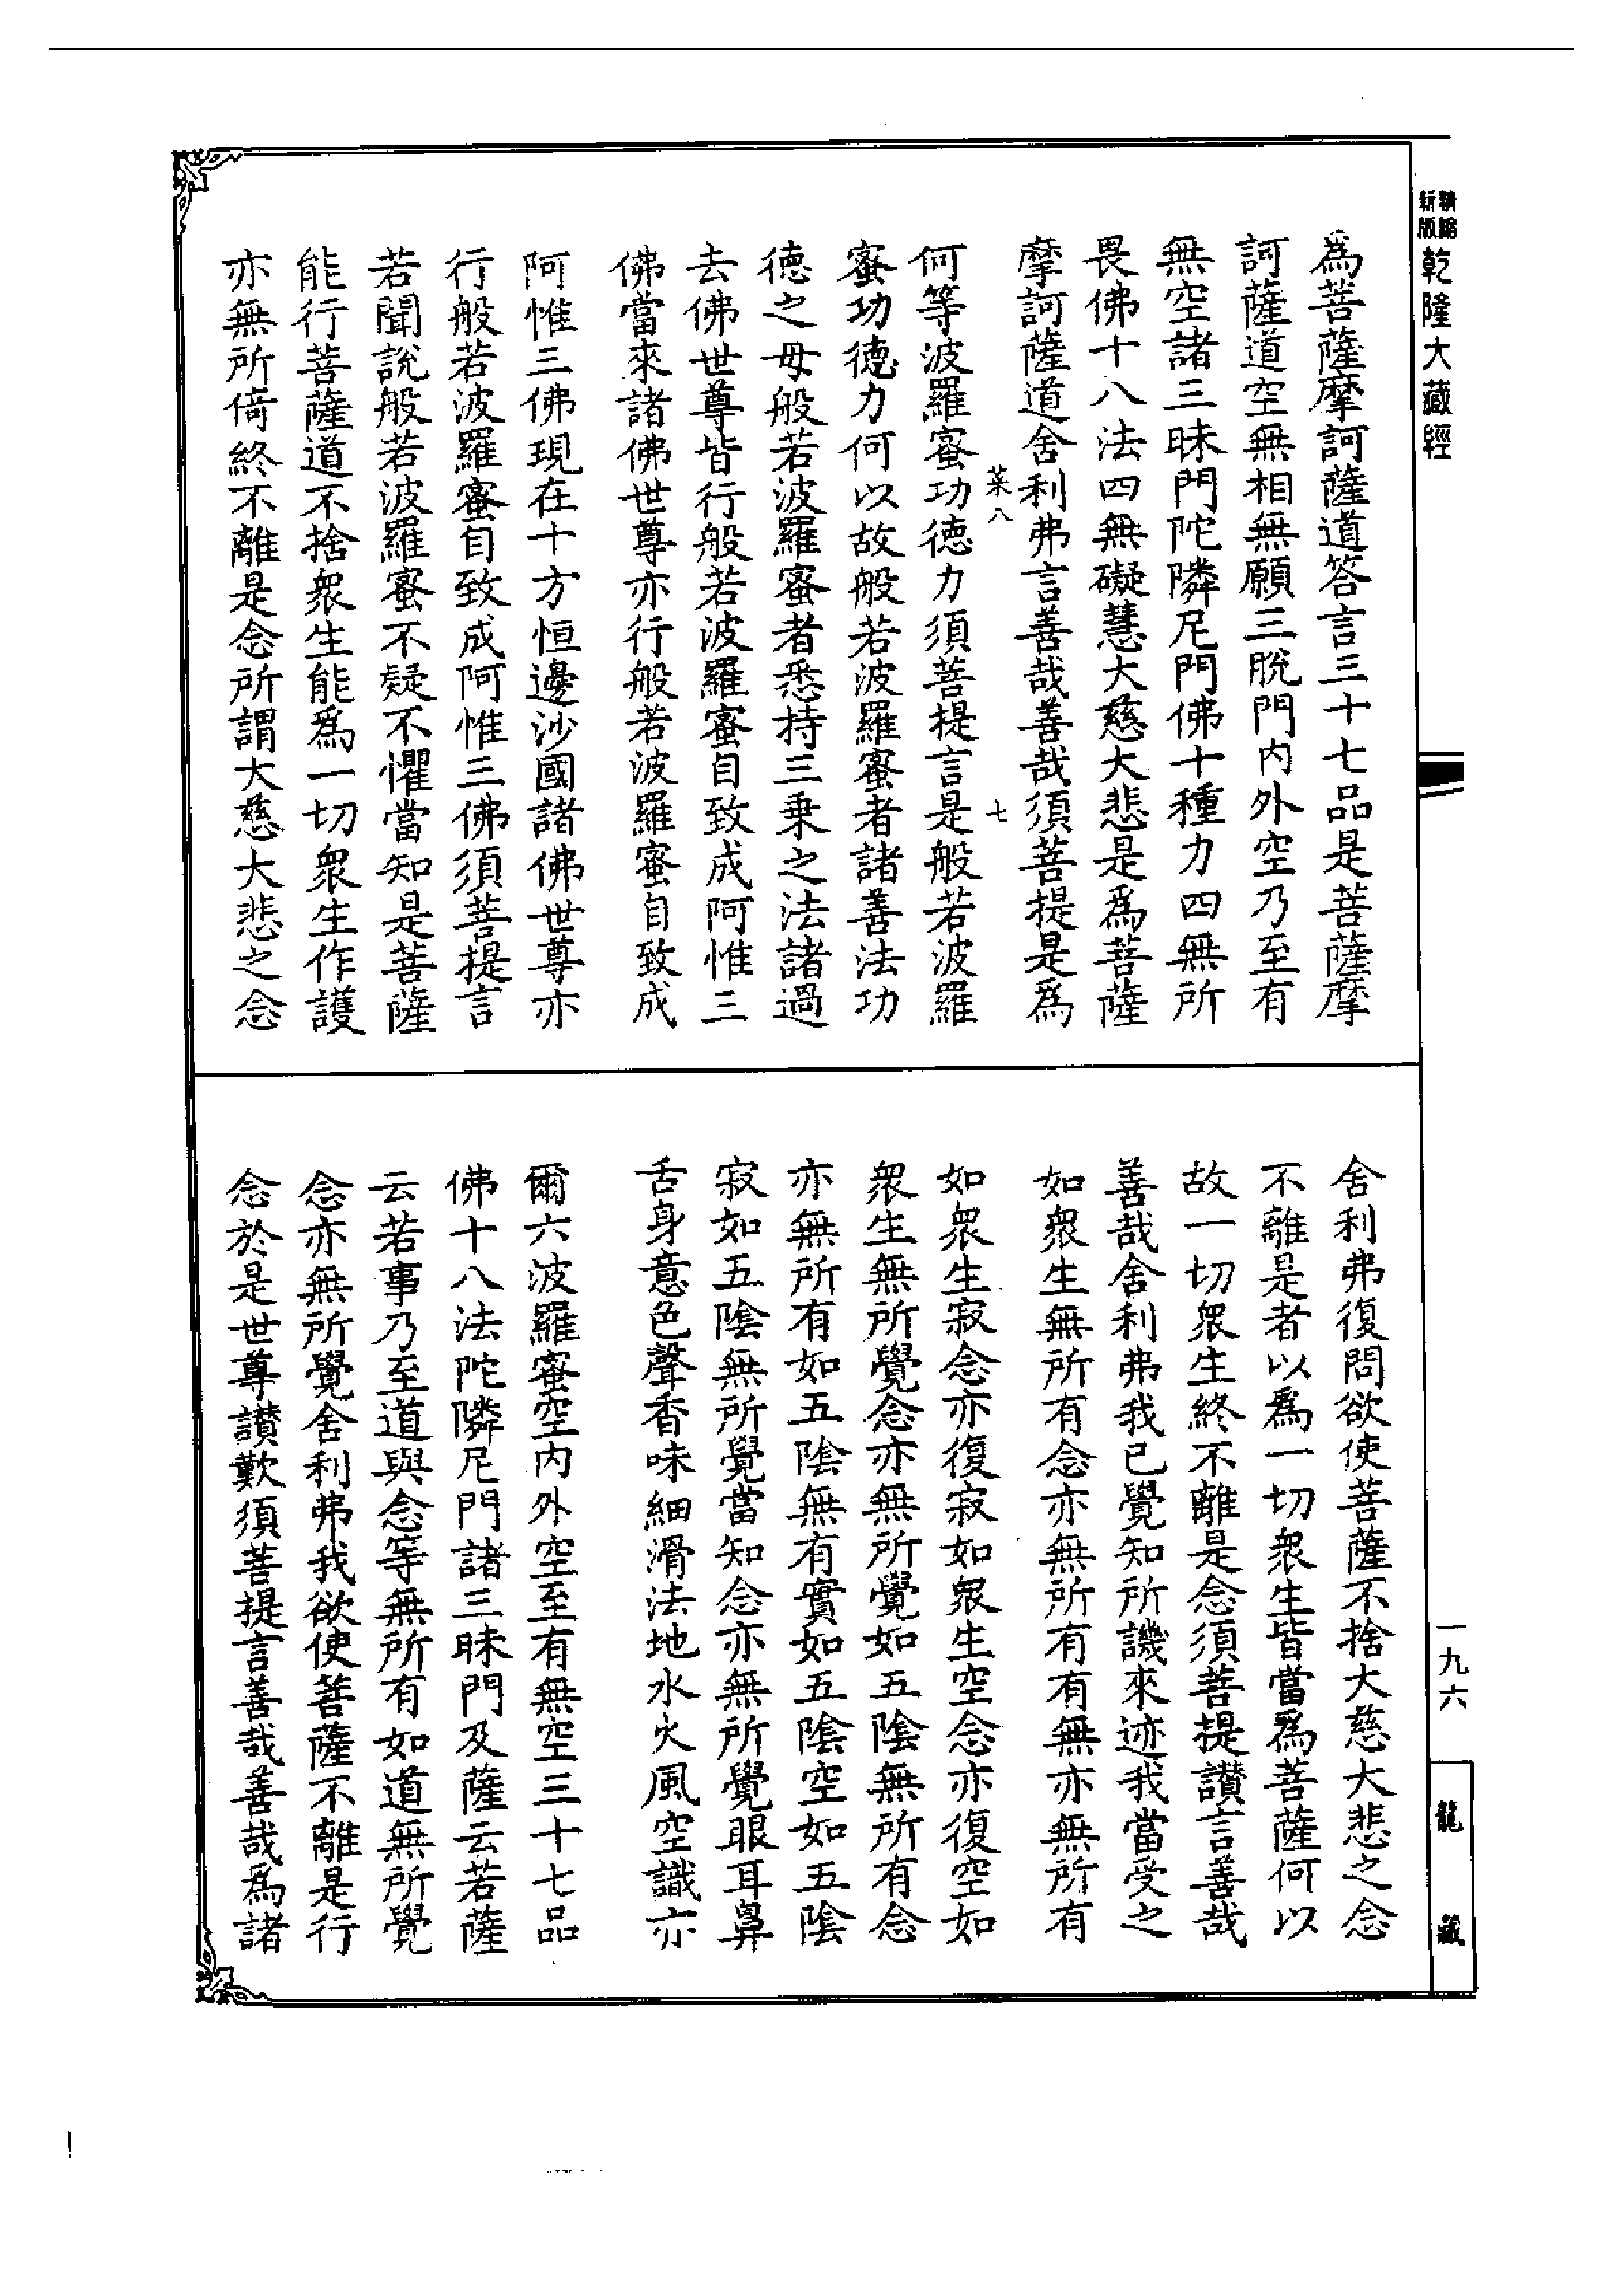 新版精縮乾隆大藏經
為菩薩摩訶薩道答言三十七品是菩薩摩
訶薩道空無相無願三脫門內外空乃至有
無空諸三昧門陀隣尼門佛十種力四無所
畏佛十八法四無礙慧大慈大悲是為菩薩
摩訶薩道舍利弗言善哉善哉須菩提是為
菜八
七
何等波羅蜜功德力須菩提言是般若波羅
蜜功德力何以故般若波羅蜜者諸善法功
德之母般若波羅蜜者悉持三乘之法諸過
去佛世尊皆行般若波羅蜜自致成阿惟三
佛當來諸佛世尊亦行般若波羅蜜自致成
阿惟三佛現在十方恒邊沙國諸佛世尊亦
行般若波羅蜜自致成阿惟三佛須菩提言
若聞說般若波羅蜜不疑不懼當知是菩薩
能行菩薩道不捨眾生能為一切眾生作護
亦無所倚終不離是念所謂大慈大悲之念
舍利弗復問欲使菩薩不捨大慈大悲之念
不離是者以為一切眾生皆當為菩薩何以
故一切眾生終不離是念須菩提讚言善哉
善哉舍利弗我已覺知所譏來迹我當受之
如眾生無所有念亦無所有有無亦無所有
如眾生寂念亦復寂如眾生空念亦復空如
眾生無所覺念亦無所覺如五陰無所有念
亦無所有如五陰無有實如五陰空如五陰
寂如五陰無所覺當知念亦無所覺眼耳鼻
舌身意色聲香味細滑法地水火風空識亦
爾六波羅蜜空內外空至有無空三十七品
佛十八法陀隣尼門諸三昧門及薩云若薩
云若事乃至道與念等無所有如道無所覺
念亦無所覺舍利弗我欲使菩薩不離是行
念於是世尊讚歎須菩提言善哉善哉為諸
一九六
龍藏